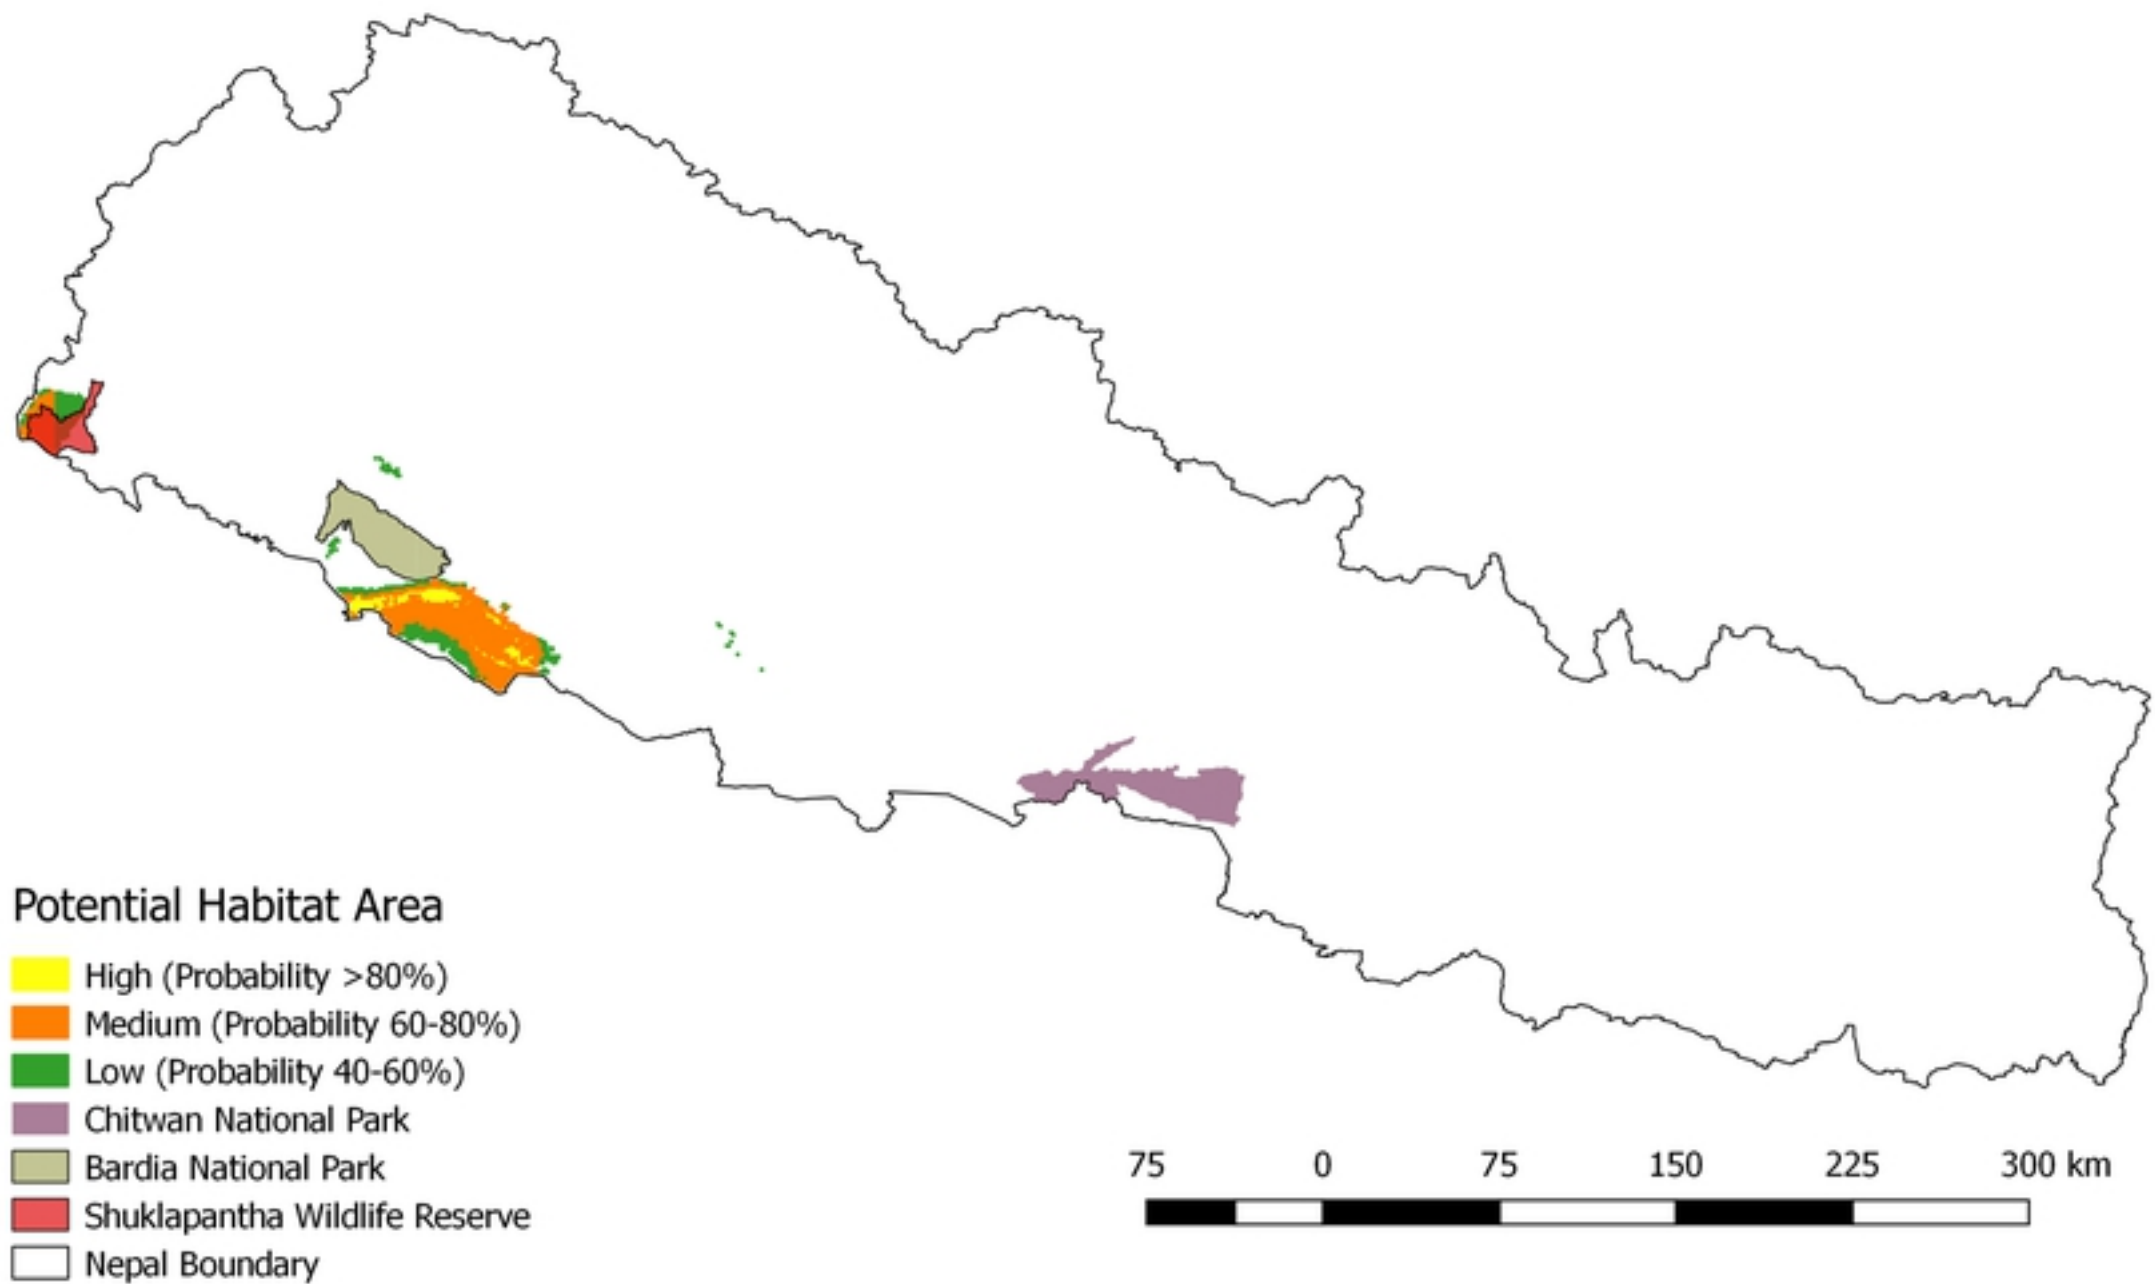 Potential Habitat Area
High (Probability >80%)
Medium (Probability 60-80%)
Low (Probability 40-60%)
Chitwan National Park
Bardia National Park
Shuklapantha Wildlife Reserve
Nepal Boundary
75 0 75 150 225 300 km